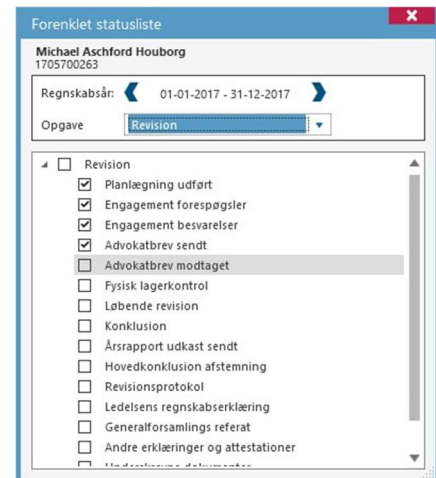 Forenklet statusliste
Michael Aschford Houborg
1705700263
Regnskabsår: 01-01-2017 - 31-12-2017
Opgave Revision
Revision
Planlægning udført
Engagement forespøgsler
Engagement besvarelser
Advokatbrev sendt
Advokatbrev modtaget
Fysisk lagerkontrol
Løbende revision
Konklusion
Årsrapport udkast sendt
Hovedkonklusion afstemning
Revisionsprotokol
Ledelsens regnskabserklæring
Generalforsamlings referat
Andre erklæringer og attestationer